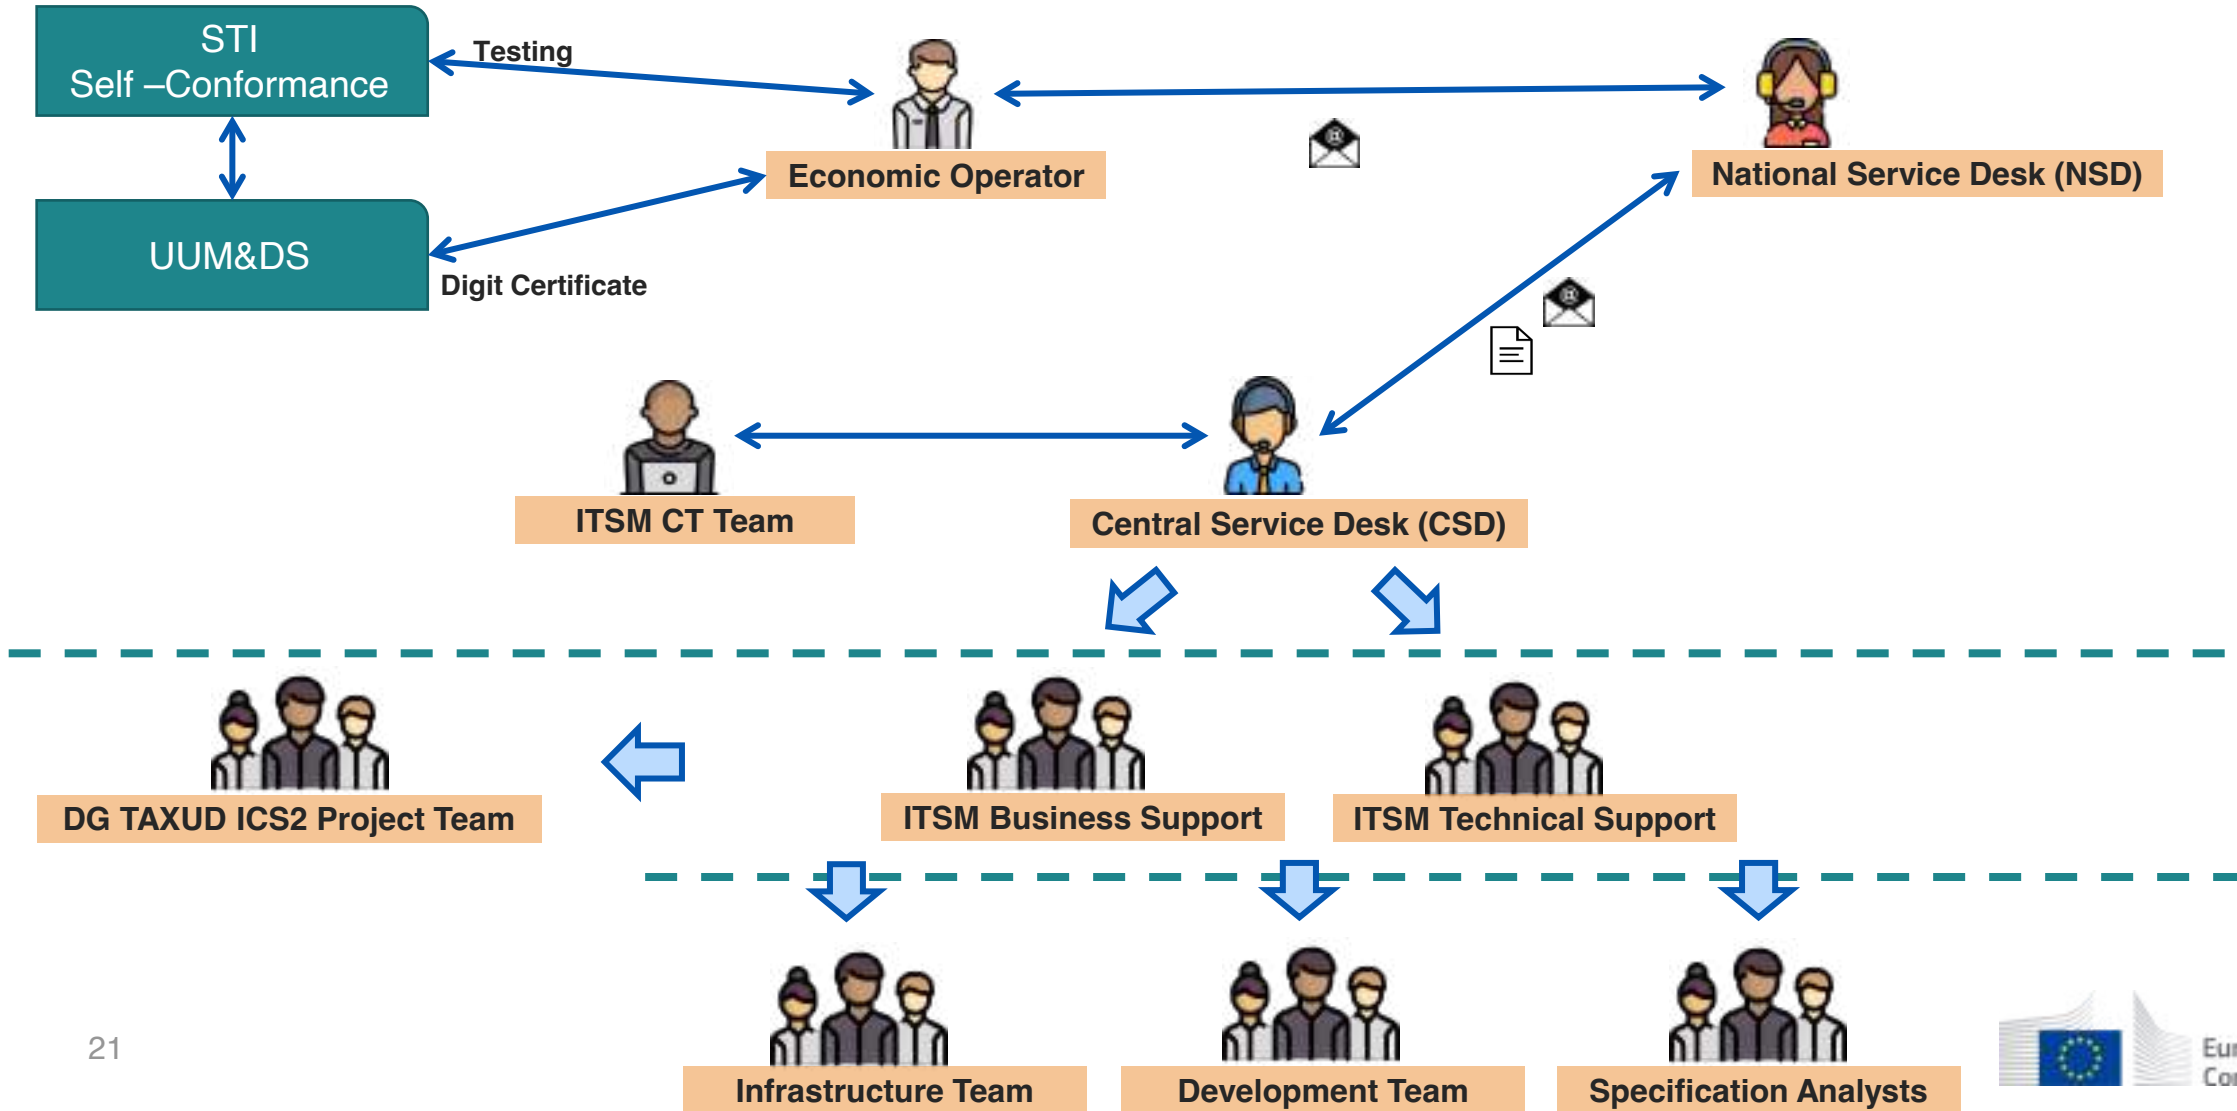 STI
Self –Conformance
Testing
Economic Operator
National Service Desk (NSD)
UUM&DS
Digit Certificate
ITSM CT Team
Central Service Desk (CSD)
DG TAXUD ICS2 Project Team
ITSM Business Support
ITSM Technical Support
21
Infrastructure Team
Development Team
Specification Analysts